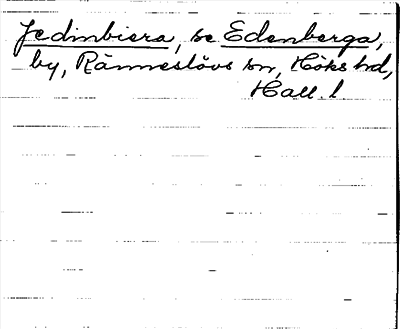 Jedinbiera, se Edenberga,
by, Ränneslövs sn, Höks hd,
Hall. l